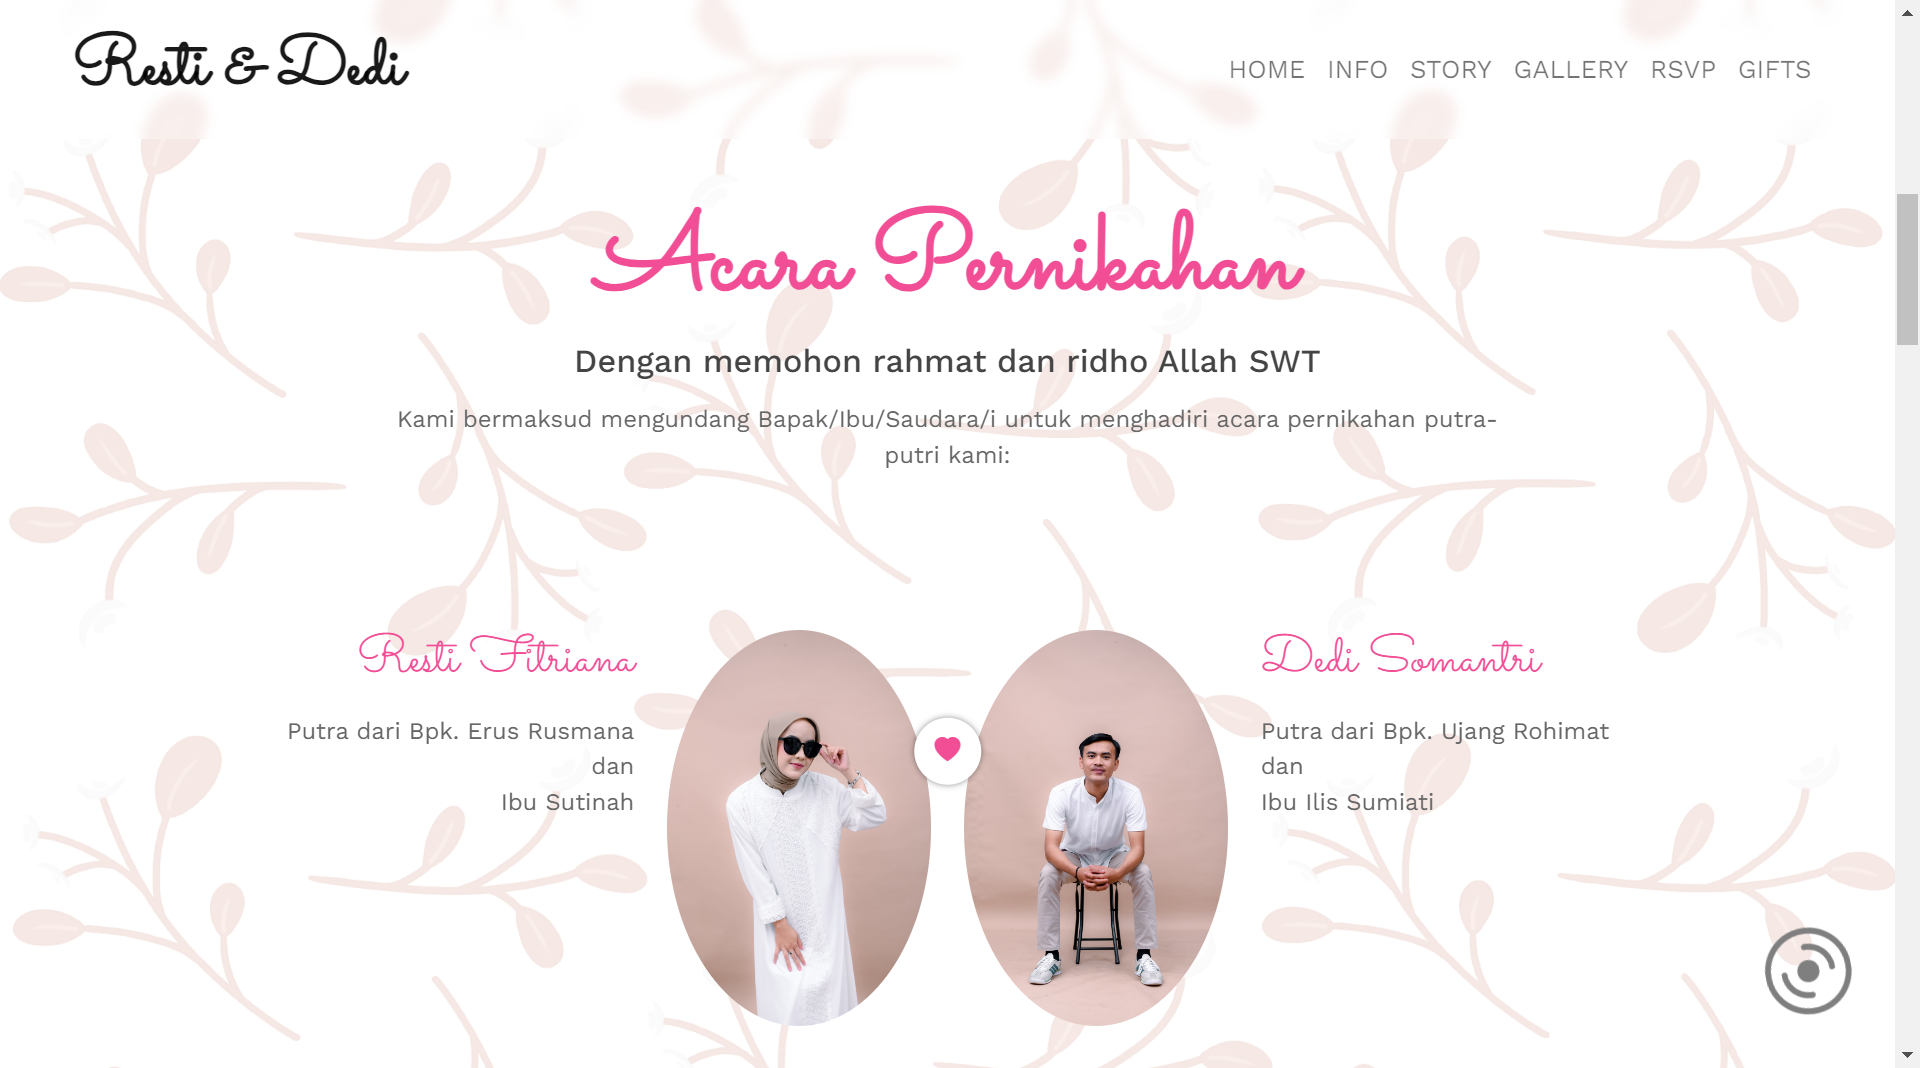 Resti & Dedi
HOME INFO STORY GALLERY RSVP GIFTS
Acara Pernikahan
Dengan memohon rahmat dan ridho Allah SWT
Kami bermaksud mengundang Bapak/Ibu/Saudara/i untuk menghadiri acara pernikahan putra-
putri kami:
Resti Fitriana
Putra dari Bpk. Erus Rusmana
dan
Ibu Sutinah
Dedi Somantri
Putra dari Bpk. Ujang Rohimat
dan
Ibu Ilis Sumiati